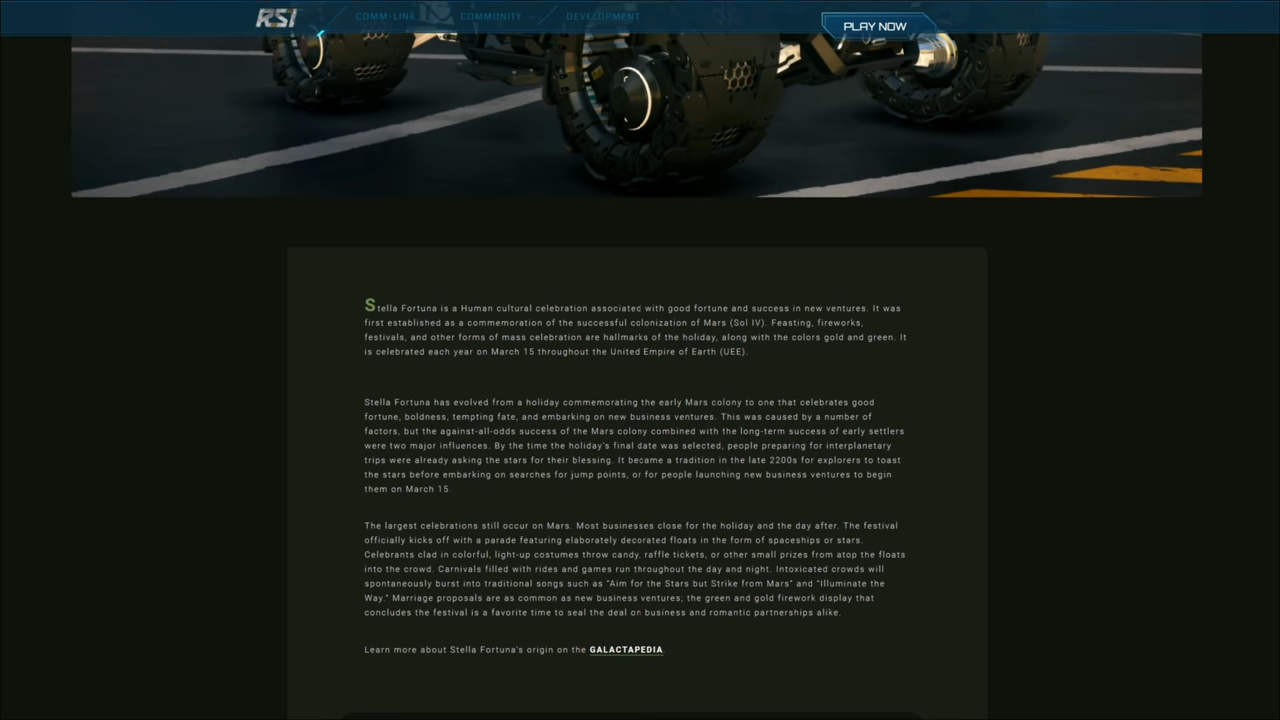 RSI COMM-LINK COMMUNITY DEVELOPMENT PLAY NOW
Stella Fortuna is a Human cultural celebration associated with good fortune and success in new ventures. It was
first established as a commemoration of the successful colonization of Mars (Sol IV). Feasting, fireworks,
festivals, and other forms of mass celebration are hallmarks of the holiday, along with the colors gold and green. It
is celebrated each year on March 15 throughout the United Empire of Earth (UEE).
Stella Fortuna has evolved from a holiday commemorating the early Mars colony to one that celebrates good
fortune, boldness, tempting fate, and embarking on new business ventures. This was caused by a number of
factors, but the against-all-odds success of the Mars colony combined with the long-term success of early settlers
were two major influences. By the time the holiday's final date was selected, people preparing for interplanetary
trips were already asking the stars for their blessing. It became a tradition in the late 2200s for explorers to toast
the stars before embarking on searches for jump points, or for people launching new business ventures to begin
them on March 15.
The largest celebrations still occur on Mars. Most businesses close for the holiday and the day after. The festival
officially kicks off with a parade featuring elaborately decorated floats in the form of spaceships or stars.
Celebrants clad in colorful, light-up costumes throw candy, raffle tickets, or other small prizes from atop the floats
into the crowd. Carnivals filled with rides and games run throughout the day and night. Intoxicated crowds will
spontaneously burst into traditional songs such as "Aim for the Stars but Strike from Mars" and "Illuminate the
Way." Marriage proposals are as common as new business ventures; the green and gold firework display that
concludes the festival is a favorite time to seal the deal on business and romantic partnerships alike.
Learn more about Stella Fortuna's origin on the GALACTAPEDIA.